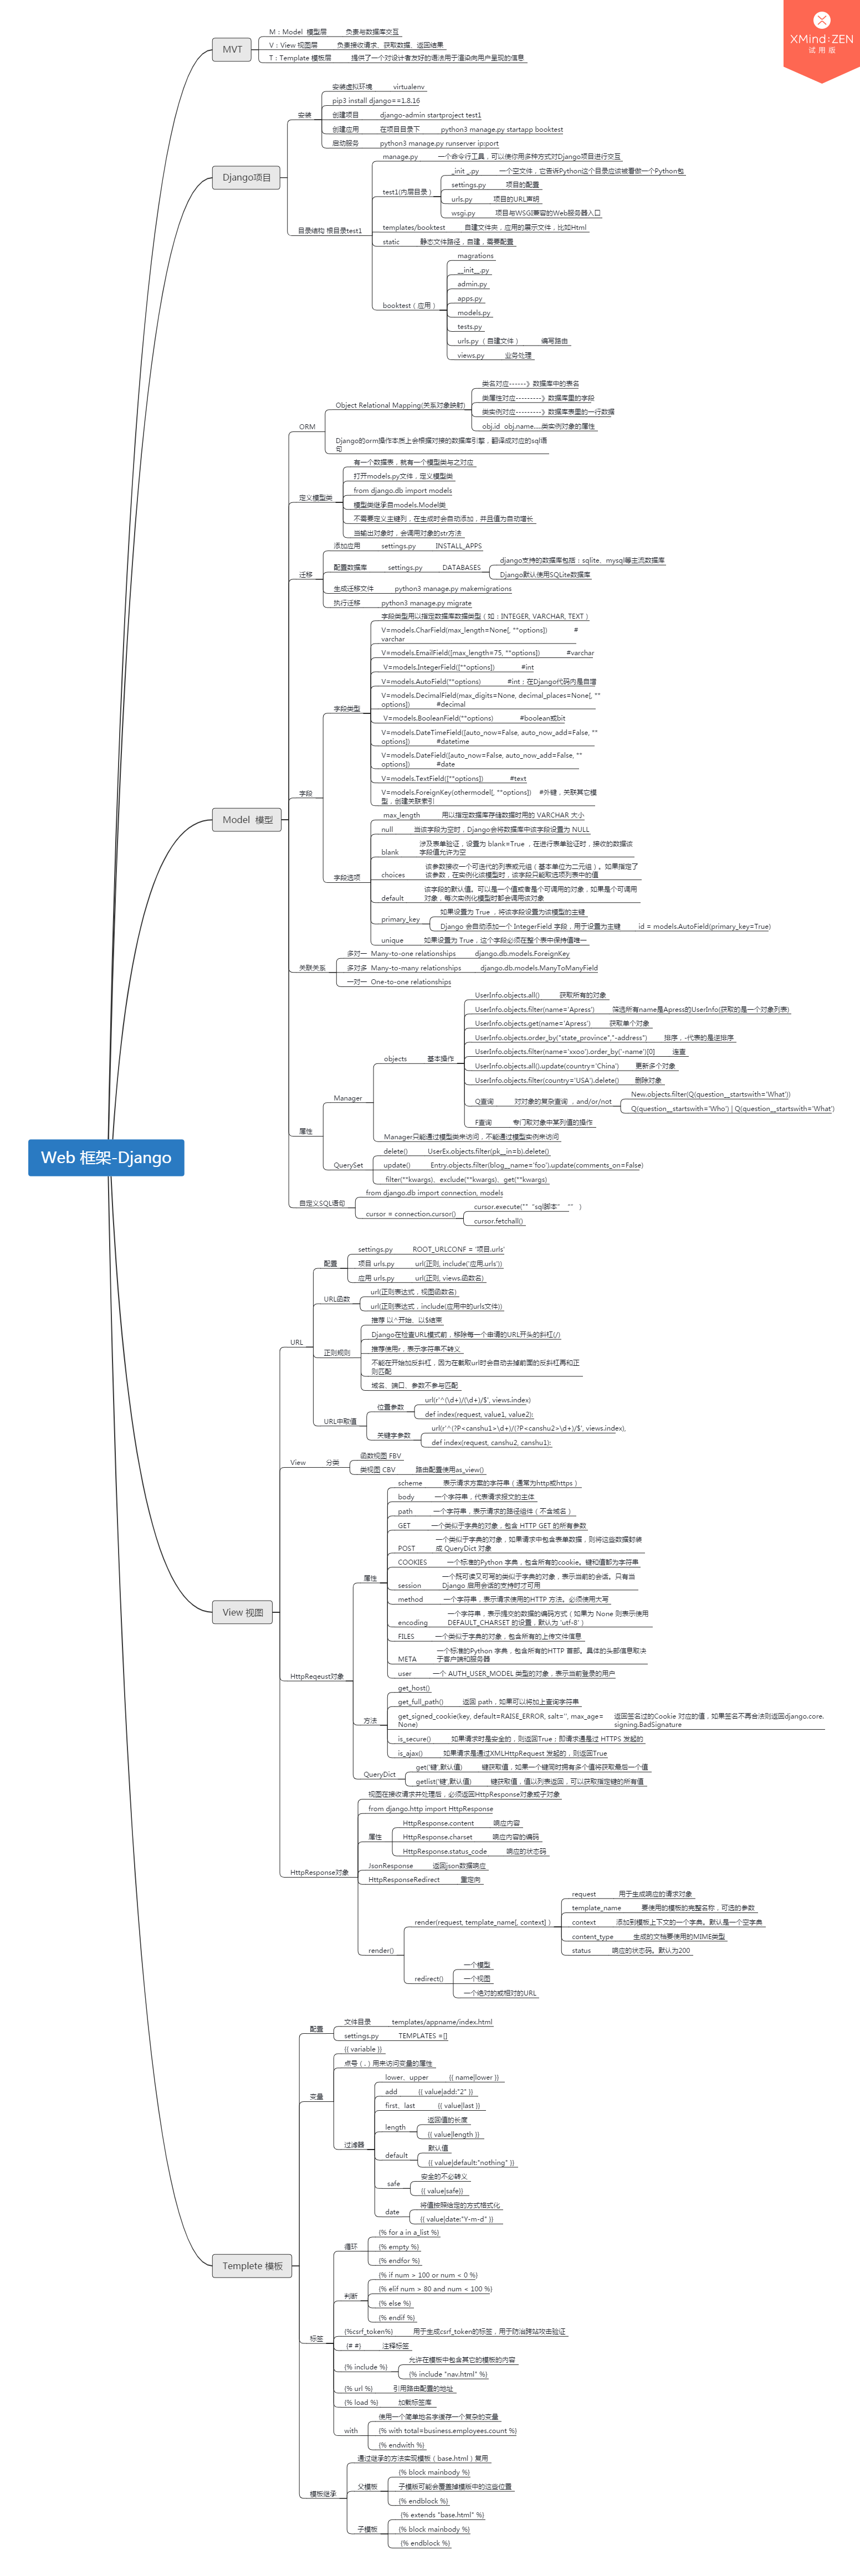 XMind:ZEN
试用版
Web 框架-Django
MVT
M：Model 模型层 负责与数据库交互
V：View 视图层 负责接收请求、获取数据、返回结果
T：Template 模板层 提供了一个对设计者友好的语法用于渲染向用户呈现的信息
Django项目
安装
安装虚拟环境 virtualenv
pip3 install django==1.8.16
创建项目 django-admin startproject test1
创建应用 在项目目录下 python3 manage.py startapp booktest
启动服务 python3 manage.py runserver ip:port
目录结构 根目录test1
manage.py 一个命令行工具，可以使你用多种方式对Django项目进行交互
test1(内层目录）
_init _.py 一个空文件，它告诉Python这个目录应该被看做一个Python包
settings.py 项目的配置
urls.py 项目的URL声明
wsgi.py 项目与WSGI兼容的Web服务器入口
templates/booktest 自建文件夹，应用的展示文件，比如Html
static 静态文件路径，自建，需要配置
booktest（应用）
magrations
__init__.py
admin.py
apps.py
models.py
tests.py
urls.py （自建文件） 编写路由
views.py 业务处理
Model 模型
ORM
Object Relational Mapping(关系对象映射)
类名对应------》数据库中的表名
类属性对应---------》数据库里的字段
类实例对应---------》数据库表里的一行数据
obj.id obj.name.....类实例对象的属性
Django的orm操作本质上会根据对接的数据库引擎，翻译成对应的sql语
句
定义模型类
有一个数据表，就有一个模型类与之对应
打开models.py文件，定义模型类
from django.db import models
模型类继承自models.Model类
不需要定义主键列，在生成时会自动添加，并且值为自动增长
当输出对象时，会调用对象的str方法
迁移
添加应用 settings.py INSTALL_APPS
配置数据库 settings.py DATABASES
django支持的数据库包括：sqlite、mysql等主流数据库
Django默认使用SQLite数据库
生成迁移文件 python3 manage.py makemigrations
执行迁移 python3 manage.py migrate
字段
字段类型
字段类型用以指定数据库数据类型（如：INTEGER, VARCHAR, TEXT）
V=models.CharField(max_length=None[, **options]) #
varchar
V=models.EmailField([max_length=75, **options]) #varchar
V=models.IntegerField([**options]) #int
V=models.AutoField(**options) #int；在Django代码内是自增
V=models.DecimalField(max_digits=None, decimal_places=None[, **
options]) #decimal
V=models.BooleanField(**options) #boolean或bit
V=models.DateTimeField([auto_now=False, auto_now_add=False, **
options]) #datetime
V=models.DateField([auto_now=False, auto_now_add=False, **
options]) #date
V=models.TextField([**options]) #text
V=models.ForeignKey(othermodel[, **options]) #外键，关联其它模
型，创建关联索引
字段选项
max_length 用以指定数据库存储数据时用的 VARCHAR 大小
null 当该字段为空时，Django会将数据库中该字段设置为 NULL
blank 涉及表单验证，设置为 blank=True ，在进行表单验证时，接收的数据该
字段值允许为空
choices 该参数接收一个可迭代的列表或元组（基本单位为二元组）。如果指定了
该参数，在实例化该模型时，该字段只能取选项列表中的值
default 该字段的默认值。可以是一个值或者是个可调用的对象，如果是个可调用
对象，每次实例化模型时都会调用该对象
primary_key
如果设置为 True ，将该字段设置为该模型的主键
Django 会自动添加一个 IntegerField 字段，用于设置为主键 id = models.AutoField(primary_key=True)
unique 如果设置为 True，这个字段必须在整个表中保持值唯一
关联关系
多对一 Many-to-one relationships django.db.models.ForeignKey
多对多 Many-to-many relationships django.db.models.ManyToManyField
一对一 One-to-one relationships
属性
Manager
objects 基本操作
UserInfo.objects.all() 获取所有的对象
UserInfo.objects.filter(name='Apress') 筛选所有name是Apress的UserInfo(获取的是一个对象列表)
UserInfo.objects.get(name='Apress') 获取单个对象
UserInfo.objects.order_by("state_province","-address") 排序，-代表的是逆排序
UserInfo.objects.filter(name='xxoo').order_by('-name')[0] 连查
UserInfo.objects.all().update(country='China') 更新多个对象
UserInfo.objects.filter(country='USA').delete() 删除对象
Q查询 对对象的复杂查询 ，and/or/not
New.objects.filter(Q(question__startswith='What'))
Q(question__startswith='Who') | Q(question__startswith='What')
F查询 专门取对象中某列值的操作
Manager只能通过模型类来访问，不能通过模型实例来访问
QuerySet
delete() UserEx.objects.filter(pk__in=b).delete()
update() Entry.objects.filter(blog__name='foo').update(comments_on=False)
filter(**kwargs)、exclude(**kwargs)、get(**kwargs)
自定义SQL语句
from django.db import connection, models
cursor = connection.cursor()
cursor.execute("" "sql脚本" "" )
cursor.fetchall()
View 视图
URL
配置
settings.py ROOT_URLCONF = '项目.urls'
项目 urls.py url(正则, include('应用.urls'))
应用 urls.py url(正则, views.函数名)
URL函数
url(正则表达式，视图函数名)
url(正则表达式，include(应用中的urls文件))
正则规则
推荐 以^开始、以$结束
Django在检查URL模式前，移除每一个申请的URL开头的斜杠(/)
推荐使用r，表示字符串不转义
不能在开始加反斜杠，因为在截取url时会自动去掉前面的反斜杠再和正
则匹配
域名、端口、参数不参与匹配
URL中取值
位置参数
url(r'^(\d+)/(\d+)/$', views.index)
def index(request, value1, value2):
关键字参数
url(r'^(?P<canshu1>\d+)/(?P<canshu2>\d+)/$', views.index),
def index(request, canshu2, canshu1):
View 分类
函数视图 FBV
类视图 CBV 路由配置使用as_view()
HttpReqeust对象
属性
scheme 表示请求方案的字符串（通常为http或https）
body 一个字符串，代表请求报文的主体
path 一个字符串，表示请求的路径组件（不含域名）
GET 一个类似于字典的对象，包含 HTTP GET 的所有参数
POST 一个类似于字典的对象，如果请求中包含表单数据，则将这些数据封装
成 QueryDict 对象
COOKIES 一个标准的Python 字典，包含所有的cookie。键和值都为字符串
session 一个既可读又可写的类似于字典的对象，表示当前的会话。只有当
Django 启用会话的支持时才可用
method 一个字符串，表示请求使用的HTTP 方法。必须使用大写
encoding 一个字符串，表示提交的数据的编码方式（如果为 None 则表示使用
DEFAULT_CHARSET 的设置，默认为 'utf-8'）
FILES 一个类似于字典的对象，包含所有的上传文件信息
META 一个标准的Python 字典，包含所有的HTTP 首部。具体的头部信息取决
于客户端和服务器
user 一个 AUTH_USER_MODEL 类型的对象，表示当前登录的用户
方法
get_host()
get_full_path() 返回 path，如果可以将加上查询字符串
get_signed_cookie(key, default=RAISE_ERROR, salt='', max_age=
None)
返回签名过的Cookie 对应的值，如果签名不再合法则返回django.core.
signing.BadSignature
is_secure() 如果请求时是安全的，则返回True；即请求通是过 HTTPS 发起的
is_ajax() 如果请求是通过XMLHttpRequest 发起的，则返回True
QueryDict
get('键',默认值) 键获取值，如果一个键同时拥有多个值将获取最后一个值
getlist('键',默认值) 键获取值，值以列表返回，可以获取指定键的所有值
HttpResponse对象
视图在接收请求并处理后，必须返回HttpResponse对象或子对象
from django.http import HttpResponse
属性
HttpResponse.content 响应内容
HttpResponse.charset 响应内容的编码
HttpResponse.status_code 响应的状态码
JsonResponse 返回json数据响应
HttpResponseRedirect 重定向
render()
render(request, template_name[, context]）
request 用于生成响应的请求对象
template_name 要使用的模板的完整名称，可选的参数
context 添加到模板上下文的一个字典。默认是一个空字典
content_type 生成的文档要使用的MIME类型
status 响应的状态码。默认为200
redirect()
一个模型
一个视图
一个绝对的或相对的URL
Templete 模板
配置
文件目录 templates/appname/index.html
settings.py TEMPLATES =[]
变量
{{ variable }}
点号（.）用来访问变量的属性
过滤器
lower、upper {{ name|lower }}
add {{ value|add:"2" }}
first、last {{ value|last }}
length
返回值的长度
{{ value|length }}
default
默认值
{{ value|default:"nothing" }}
safe
安全的不必转义
{{ value|safe}}
date
将值按照给定的方式格式化
{{ value|date:"Y-m-d" }}
标签
循环
{% for a in a_list %}
{% empty %}
{% endfor %}
判断
{% if num > 100 or num < 0 %}
{% elif num > 80 and num < 100 %}
{% else %}
{% endif %}
{%csrf_token%} 用于生成csrf_token的标签，用于防治跨站攻击验证
{# #} 注释标签
{% include %}
允许在模板中包含其它的模板的内容
{% include "nav.html" %}
{% url %} 引用路由配置的地址
{% load %} 加载标签库
with
使用一个简单地名字缓存一个复杂的变量
{% with total=business.employees.count %}
{% endwith %}
模板继承
通过继承的方法实现模板（base.html）复用
父模板
{% block mainbody %}
子模版可能会覆盖掉模版中的这些位置
{% endblock %}
子模板
{% extends "base.html" %}
{% block mainbody %}
{% endblock %}